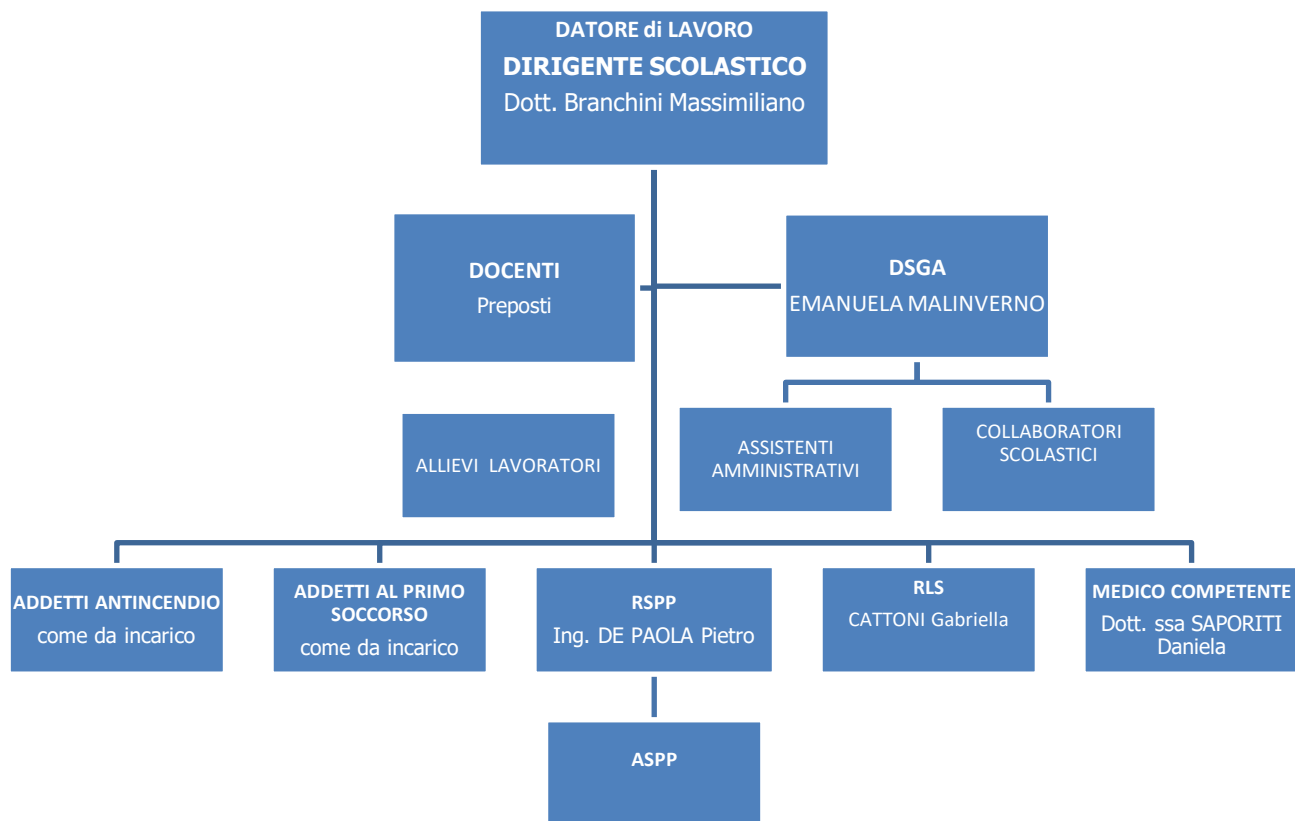 DATORE di LAVORO
DIRIGENTE SCOLASTICO
Dott. Branchini Massimiliano
DOCENTI
Preposti
DSGA
EMANUELA MALINVERNO
ALLIEVI LAVORATORI
ASSISTENTI
AMMINISTRATIVI
COLLABORATORI
SCOLASTICI
ADDETTI ANTINCENDIO
come da incarico
ADDETTI AL PRIMO
SOCCORSO
come da incarico
RSPP
Ing. DE PAOLA Pietro
RLS
CATTONI Gabriella
MEDICO COMPETENTE
Dott. ssa SAPORITI
Daniela
ASPP